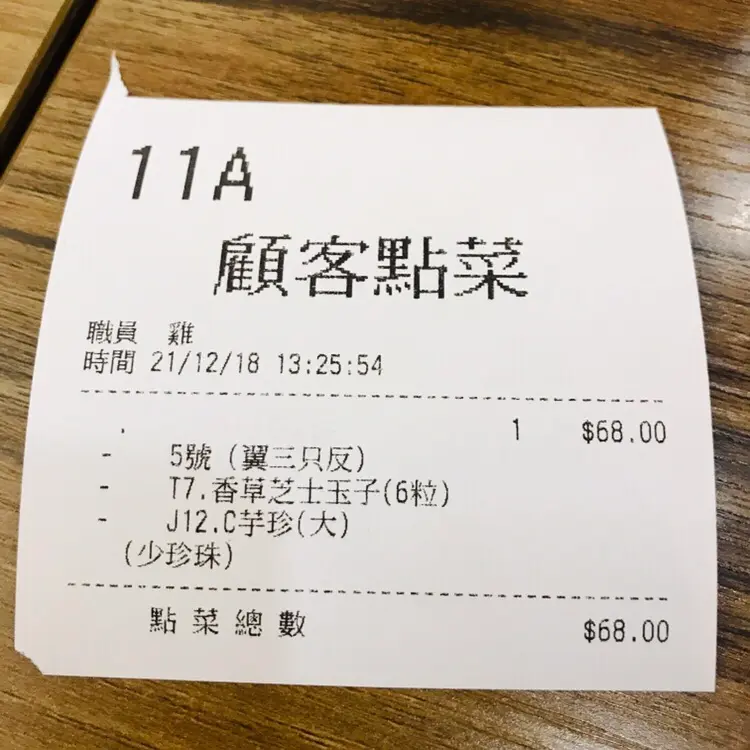 11A
顧客點菜
職員 雞
時間 21/12/18 13:25:54
. 1 $68.00
- 5號(翼三只反)
- T7.香草芝士玉子(6粒)
- J12.C芋珍(大)
(少珍珠)
點菜總數 $68.00